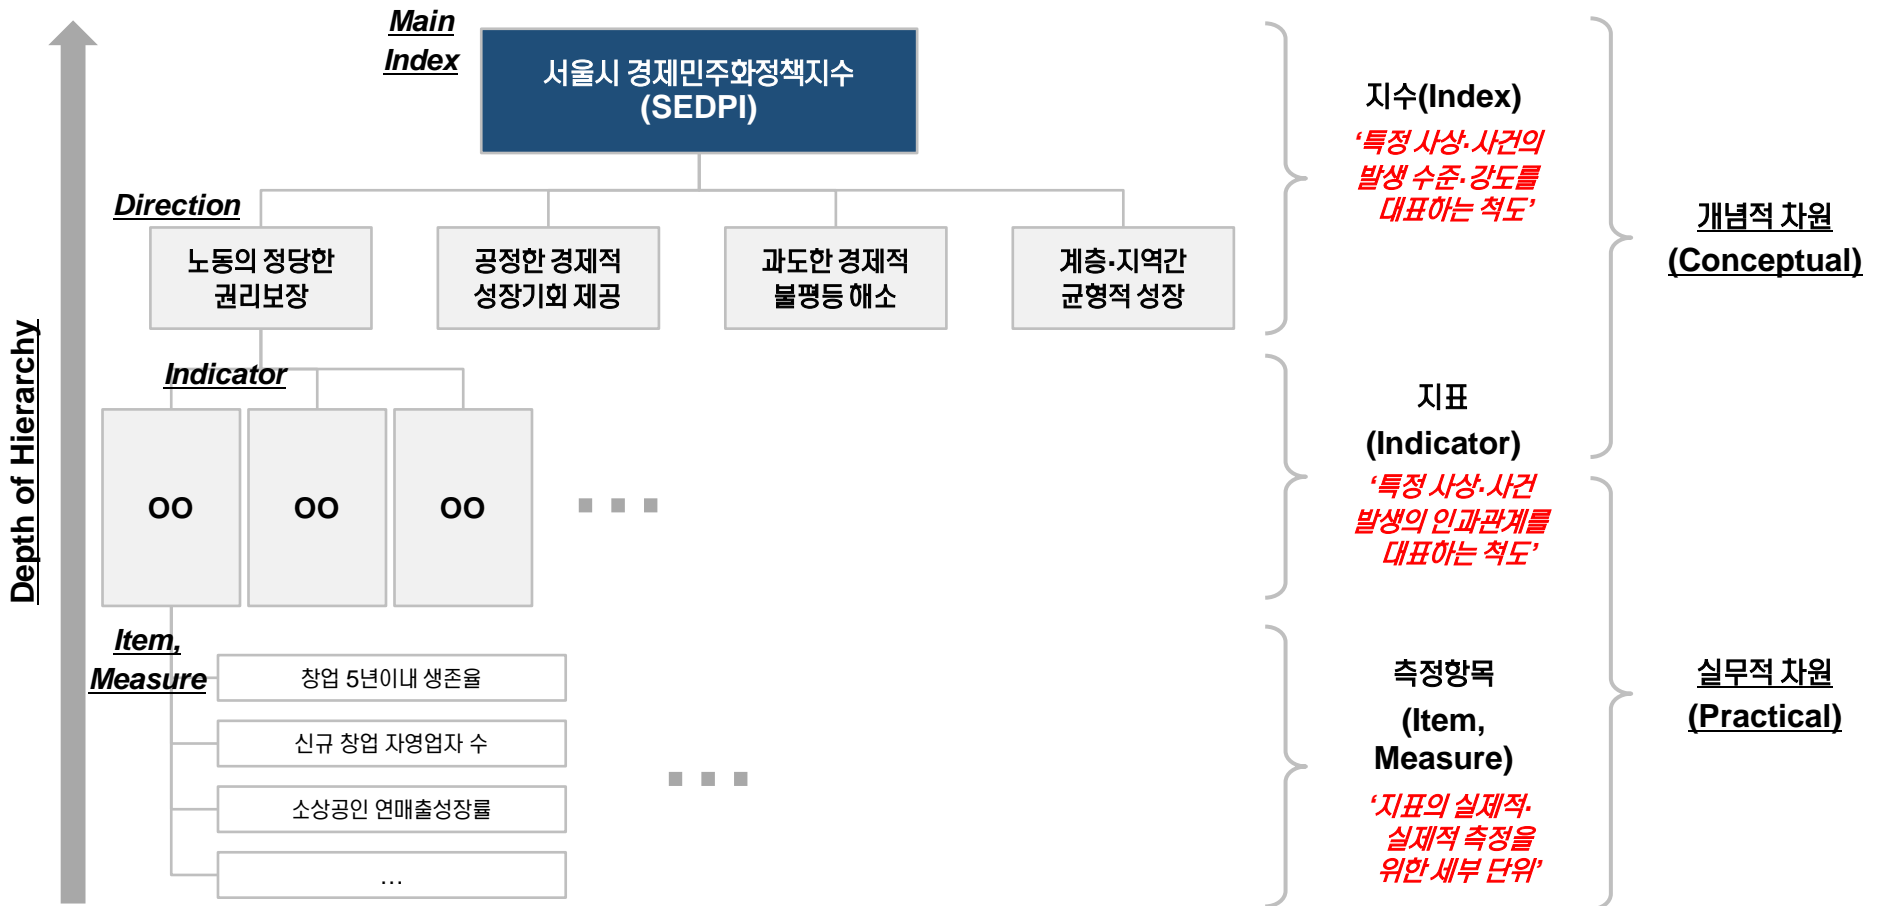 Main
Index
서울시 경제민주화정책지수
(SEDPI)
Direction
노동의 정당한
권리보장
공정한 경제적
성장기회 제공
과도한 경제적
불평등 해소
계층·지역간
균형적 성장
Indicator
OO
OO
OO
Item,
Measure
창업 5년이내 생존율
신규 창업 자영업자 수
소상공인 연매출성장률
...
Depth of Hierarchy
지수(Index)
‘특정 사상·사건의
발생 수준·강도를
대표하는 척도’
지표
(Indicator)
‘특정 사상·사건
발생의 인과관계를
대표하는 척도’
측정항목
(Item,
Measure)
‘지표의 실제적·
실제적 측정을
위한 세부 단위’
개념적 차원
(Conceptual)
실무적 차원
(Practical)